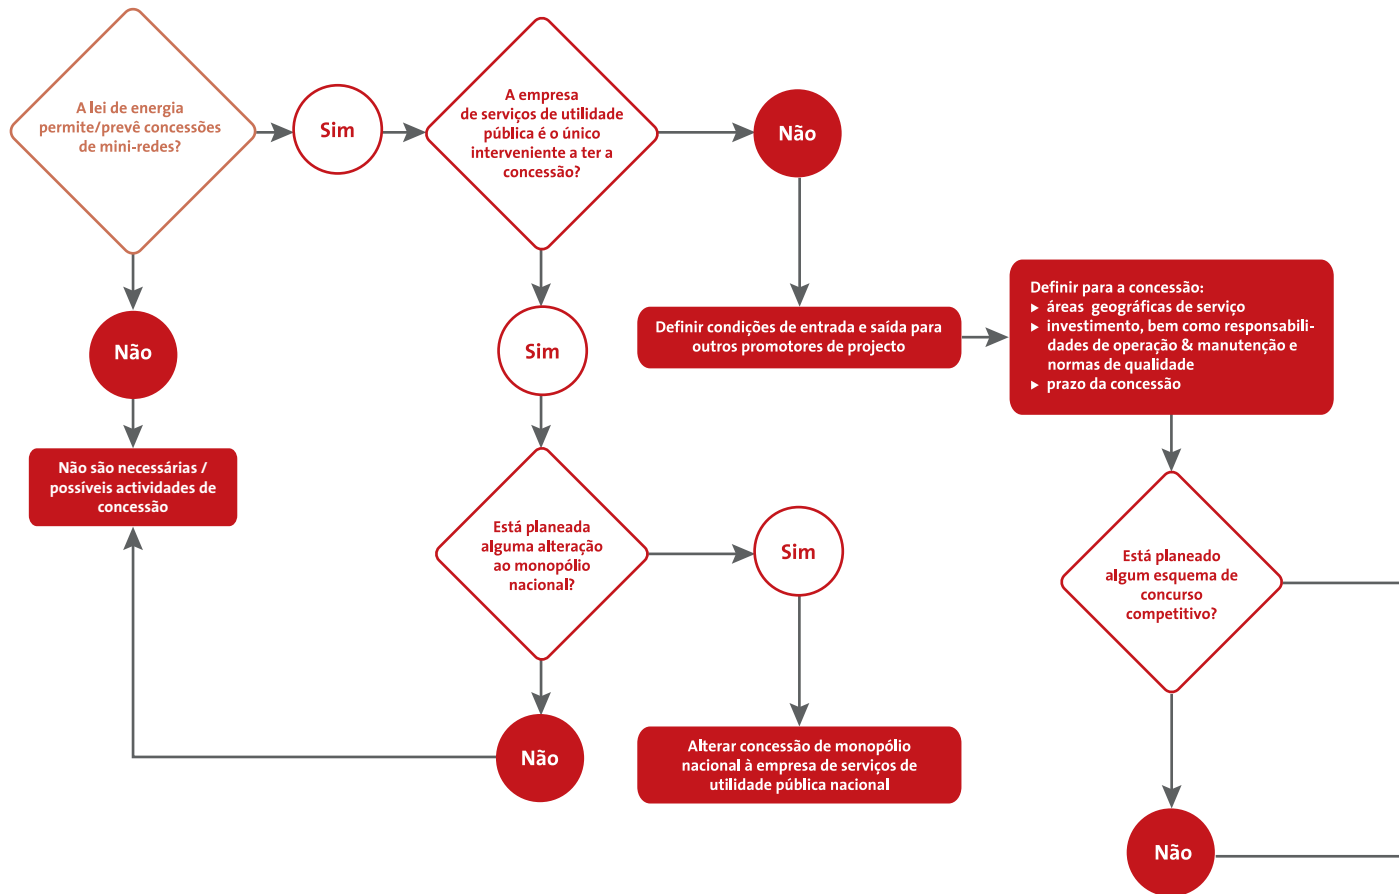 A lei de energia
permite/prevê concessões
de mini-redes?
Sim
A empresa
de serviços de utilidade
pública é o único
interveniente a ter a
concessão?
Não
Definir condições de entrada e saída para
outros promotores de projecto
Definir para a concessão:
▶ áreas geográficas de serviço
▶ investimento, bem como responsabili-
dades de operação & manutenção e
normas de qualidade
▶ prazo da concessão
Não
Sim
Não são necessárias /
possíveis actividades de
concessão
Está planeada
alguma alteração
ao monopólio
nacional?
Sim
Está planeado
algum esquema de
concurso
competitivo?
Não
Alterar concessão de monopólio
nacional à empresa de serviços de
utilidade pública nacional
Não